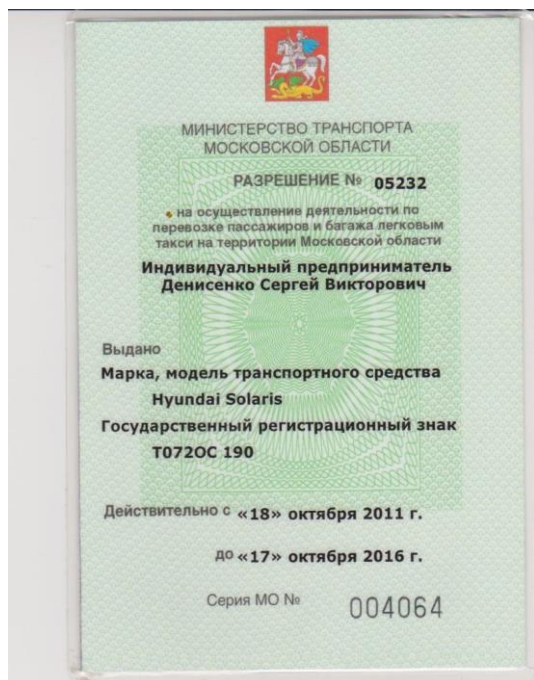 МИНИСТЕРСТВО ТРАНСПОРТА
МОСКОВСКОЙ ОБЛАСТИ
РАЗРЕШЕНИЕ № 05232
на осуществление деятельности по
перевозке пассажиров и багажа легковым
такси на территории Московской области
Индивидуальный предприниматель
Денисенко Сергей Викторович
Выдано
Марка, модель транспортного средства
Hyundai Solaris
Государственный регистрационный знак
Т072ОС 190
Действительно с «18» октября 2011 г.
до «17» октября 2016 г.
Серия МО № 004064